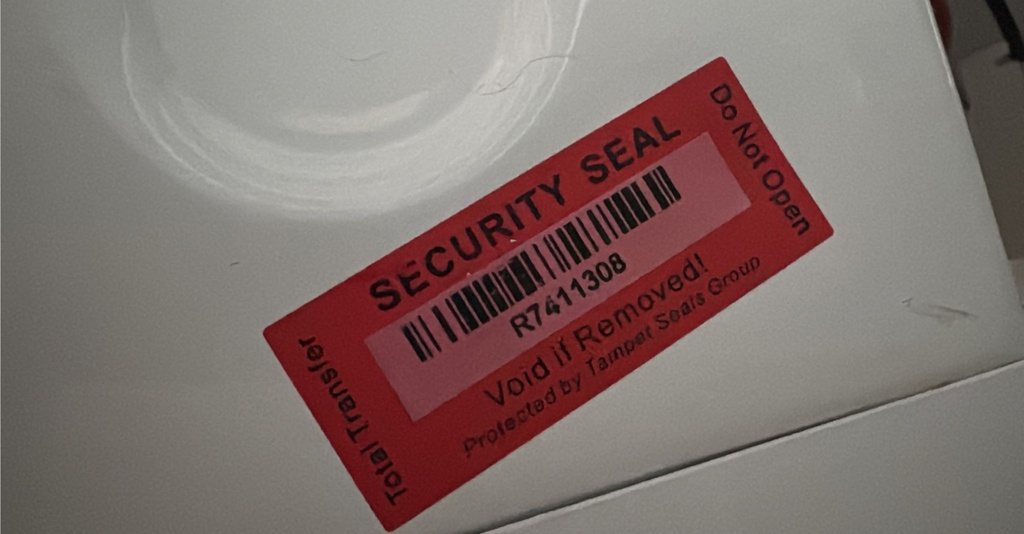 SECURITY SEAL
R7411308
Void if Removed!
Protected by Tamper Seals Group
Total Transfer
Do Not Open